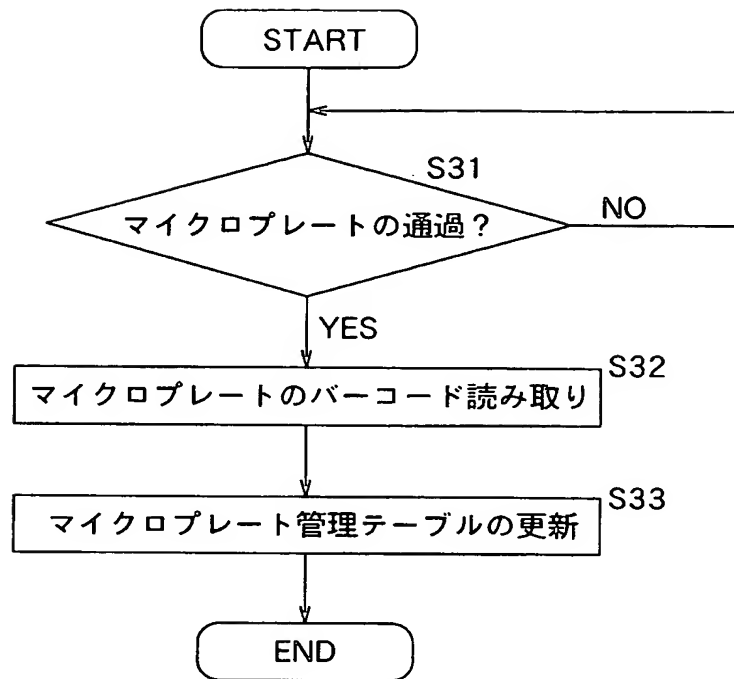 START
S31
マイクロプレートの通過？
NO
YES
S32
マイクロプレートのバーコード読み取り
S33
マイクロプレート管理テーブルの更新
END